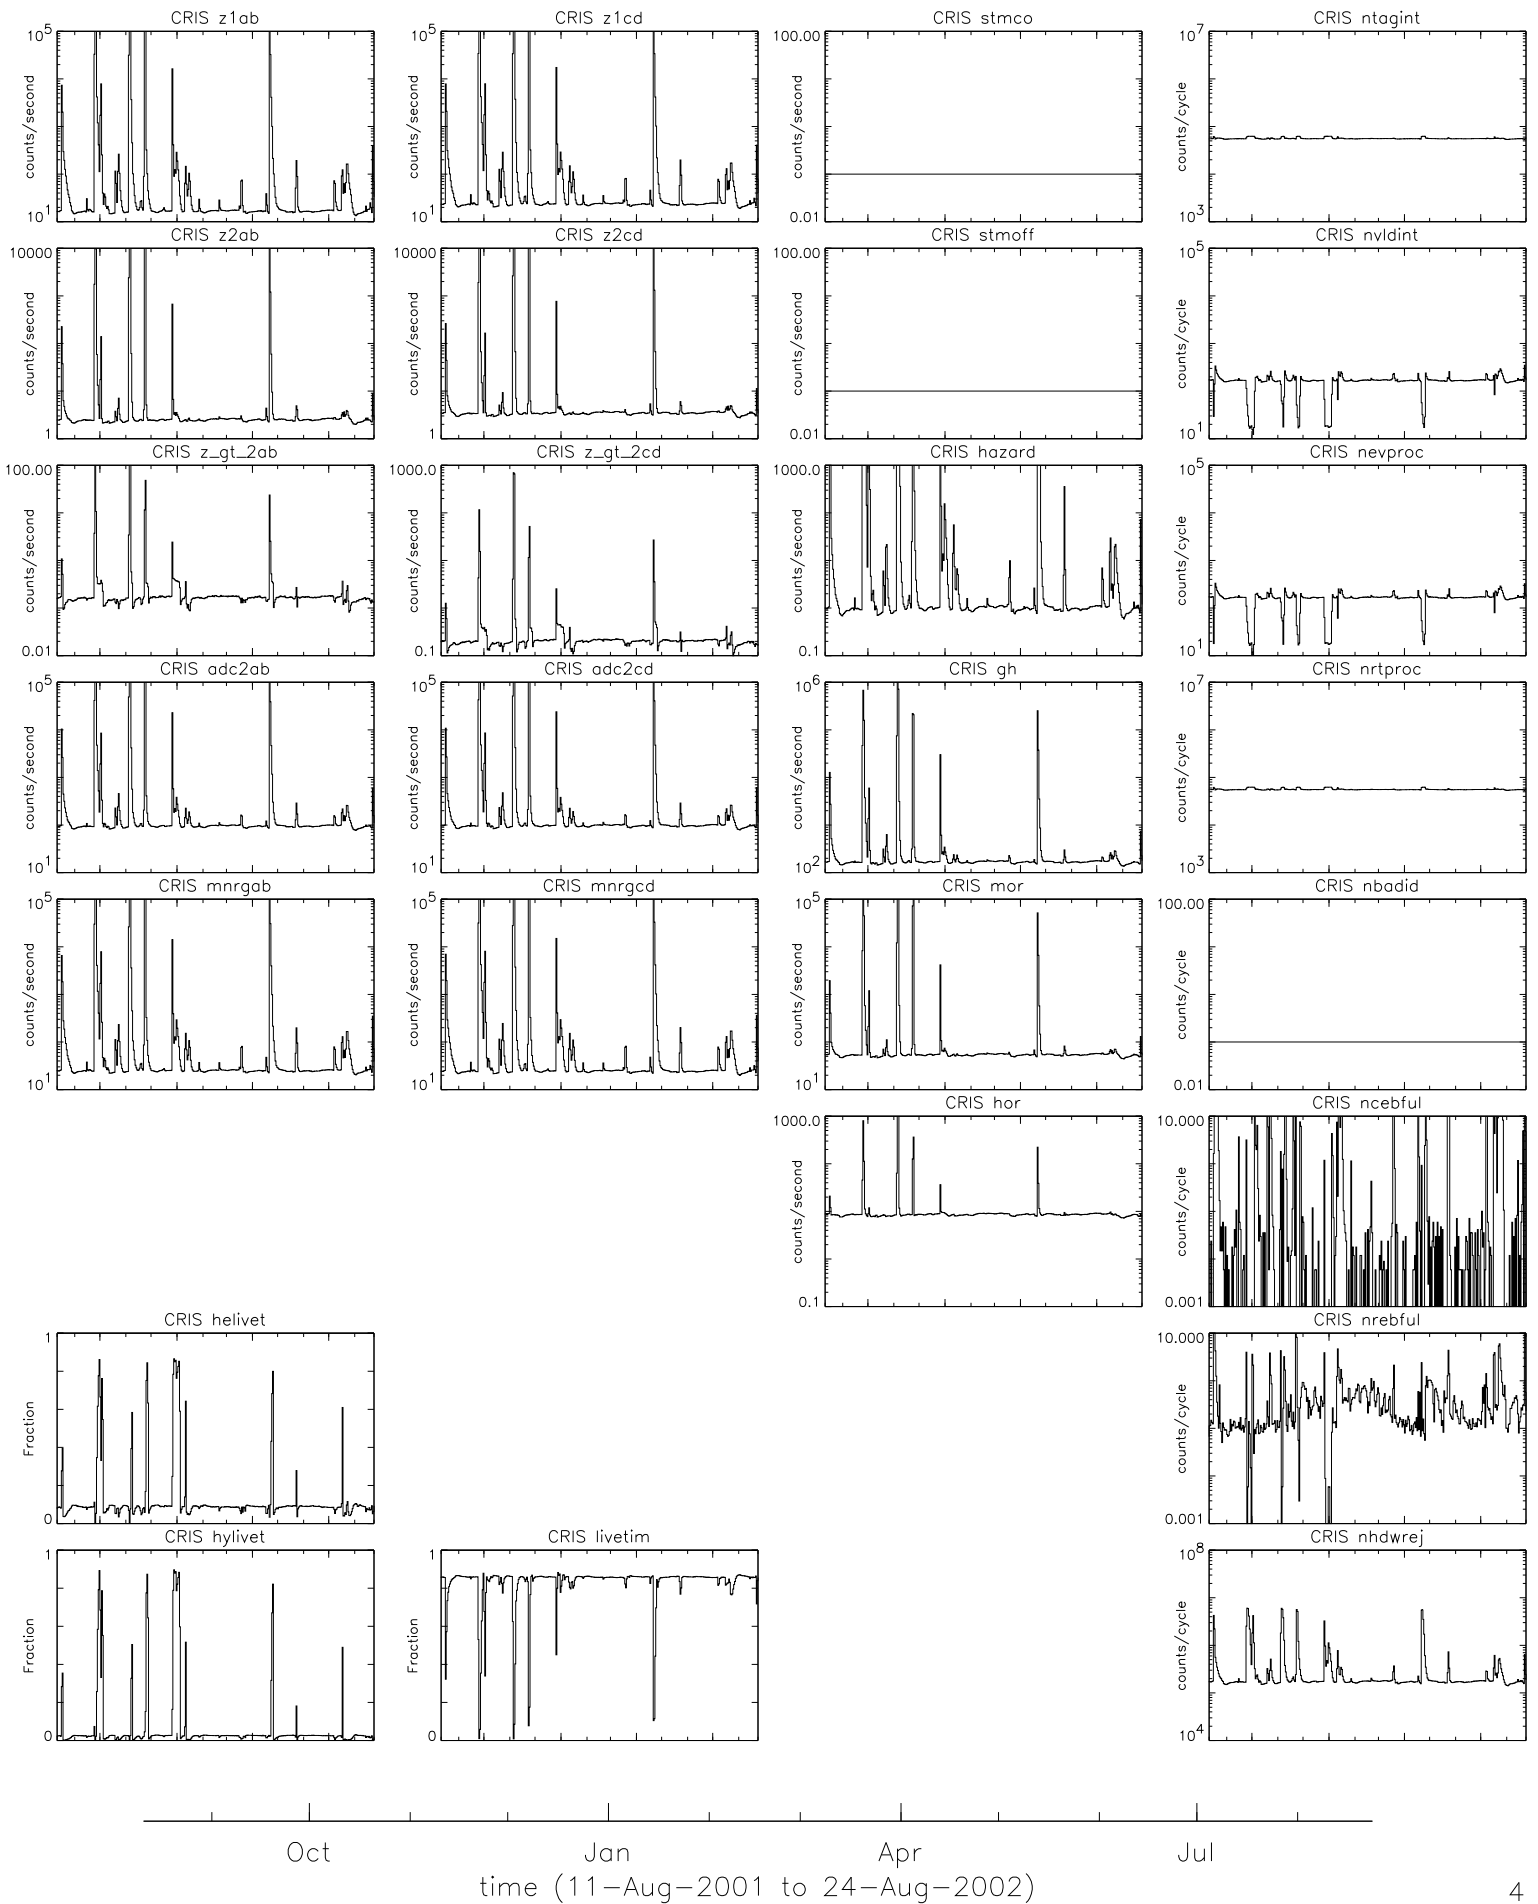 CRIS z1ab
CRIS z1cd
CRIS stmco
CRIS ntagint
10^5
counts/second
10^1
10^5
counts/second
10^1
100.00
counts/second
0.01
10^7
counts/cycle
10^3
CRIS z2ab
CRIS z2cd
CRIS stmoff
CRIS nvldint
10000
counts/second
1
10000
counts/second
1
100.00
counts/second
0.01
10^5
counts/cycle
10^1
CRIS z_gt_2ab
CRIS z_gt_2cd
CRIS hazard
CRIS nevproc
100.00
counts/second
0.01
1000.0
counts/second
0.1
1000.0
counts/second
0.1
10^5
counts/cycle
10^1
CRIS adc2ab
CRIS adc2cd
CRIS gh
CRIS nrtproc
10^5
counts/second
10^1
10^5
counts/second
10^1
10^6
counts/second
10^2
10^7
counts/cycle
10^3
CRIS mnrgab
CRIS mnrgcd
CRIS mor
CRIS nbadid
10^5
counts/second
10^1
10^5
counts/second
10^1
10^5
counts/second
10^1
100.00
counts/cycle
0.01
CRIS hor
CRIS ncebful
1000.0
counts/second
0.1
10.000
counts/cycle
0.001
CRIS helivet
CRIS nrebful
1
Fraction
0
10.000
counts/cycle
0.001
CRIS hylivet
CRIS livetim
CRIS nhdwrej
1
Fraction
0
1
Fraction
0
10^8
counts/cycle
10^4
Oct
Jan
Apr
Jul
time (11-Aug-2001 to 24-Aug-2002)
4